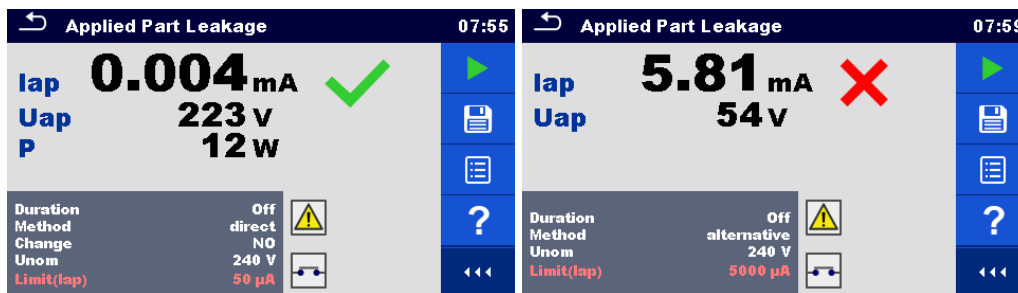 Applied Part Leakage 07:55
Iap 0.004 mA
Uap 223 V
P 12 W
Duration Off
Method direct
Change NO
Unom 240 V
Limit(Iap) 50 µA
?
Applied Part Leakage 07:59
Iap 5.81 mA
Uap 54 V
Duration Off
Method alternative
Unom 240 V
Limit(Iap) 5000 µA
?